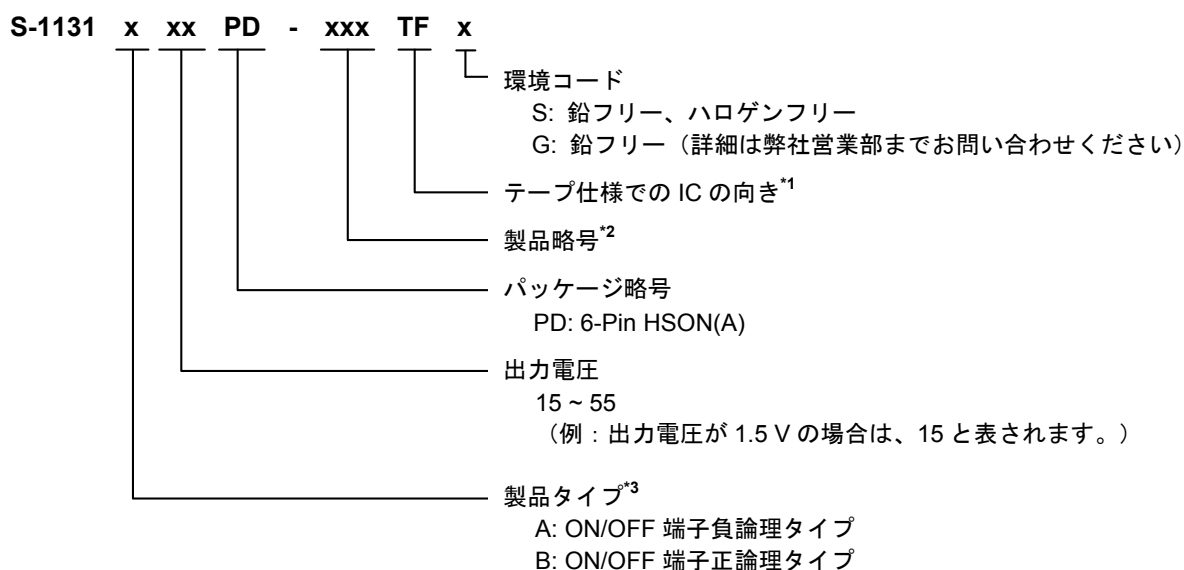 S-1131 x xx PD - xxx TF x
環境コード
S: 鉛フリー、ハロゲンフリー
G: 鉛フリー（詳細は弊社営業部までお問い合わせください）
テープ仕様での IC の向き*1
製品略号*2
パッケージ略号
PD: 6-Pin HSON(A)
出力電圧
15 ~ 55
（例：出力電圧が 1.5 V の場合は、15 と表されます。）
製品タイプ*3
A: ON/OFF 端子負論理タイプ
B: ON/OFF 端子正論理タイプ